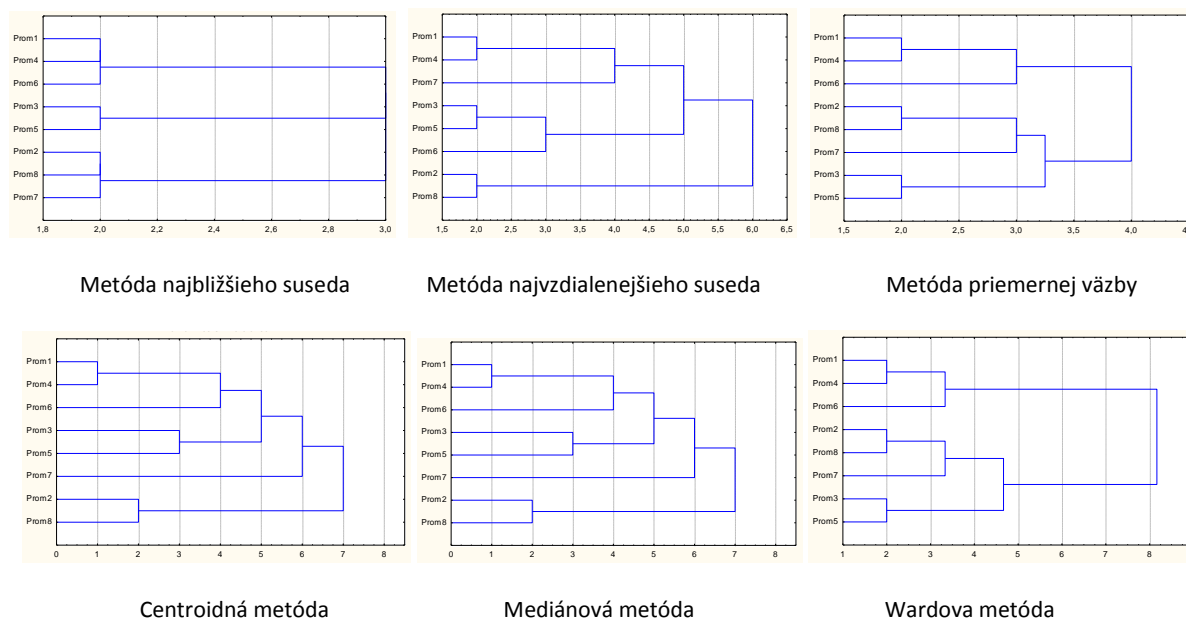 Prom1
Prom4
Prom6
Prom3
Prom5
Prom2
Prom8
Prom7
1,8 2,0 2,2 2,4 2,6 2,8 3,0
Metóda najbližšieho suseda
Prom1
Prom4
Prom7
Prom3
Prom5
Prom6
Prom2
Prom8
1,5 2,0 2,5 3,0 3,5 4,0 4,5 5,0 5,5 6,0 6,5
Metóda najvzdialenejšieho suseda
Prom1
Prom4
Prom6
Prom2
Prom8
Prom7
Prom3
Prom5
1,5 2,0 2,5 3,0 3,5 4,0
Metóda priemernej väzby
Prom1
Prom4
Prom6
Prom3
Prom5
Prom7
Prom2
Prom8
0 1 2 3 4 5 6 7 8
Centroidná metóda
Prom1
Prom4
Prom6
Prom3
Prom5
Prom7
Prom2
Prom8
0 1 2 3 4 5 6 7 8
Mediánová metóda
Prom1
Prom4
Prom6
Prom2
Prom8
Prom7
Prom3
Prom5
1 2 3 4 5 6 7 8
Wardova metóda